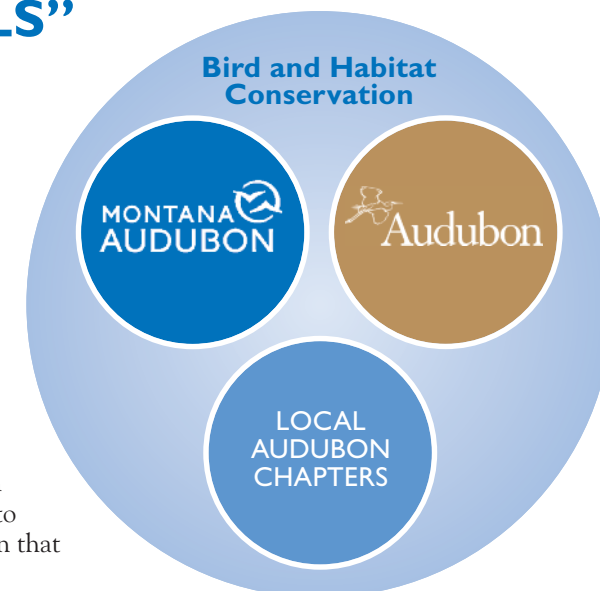 LS”
Bird and Habitat
Conservation
MONTANA
AUDUBON
Audubon
LOCAL
AUDUBON
CHAPTERS
to
n that